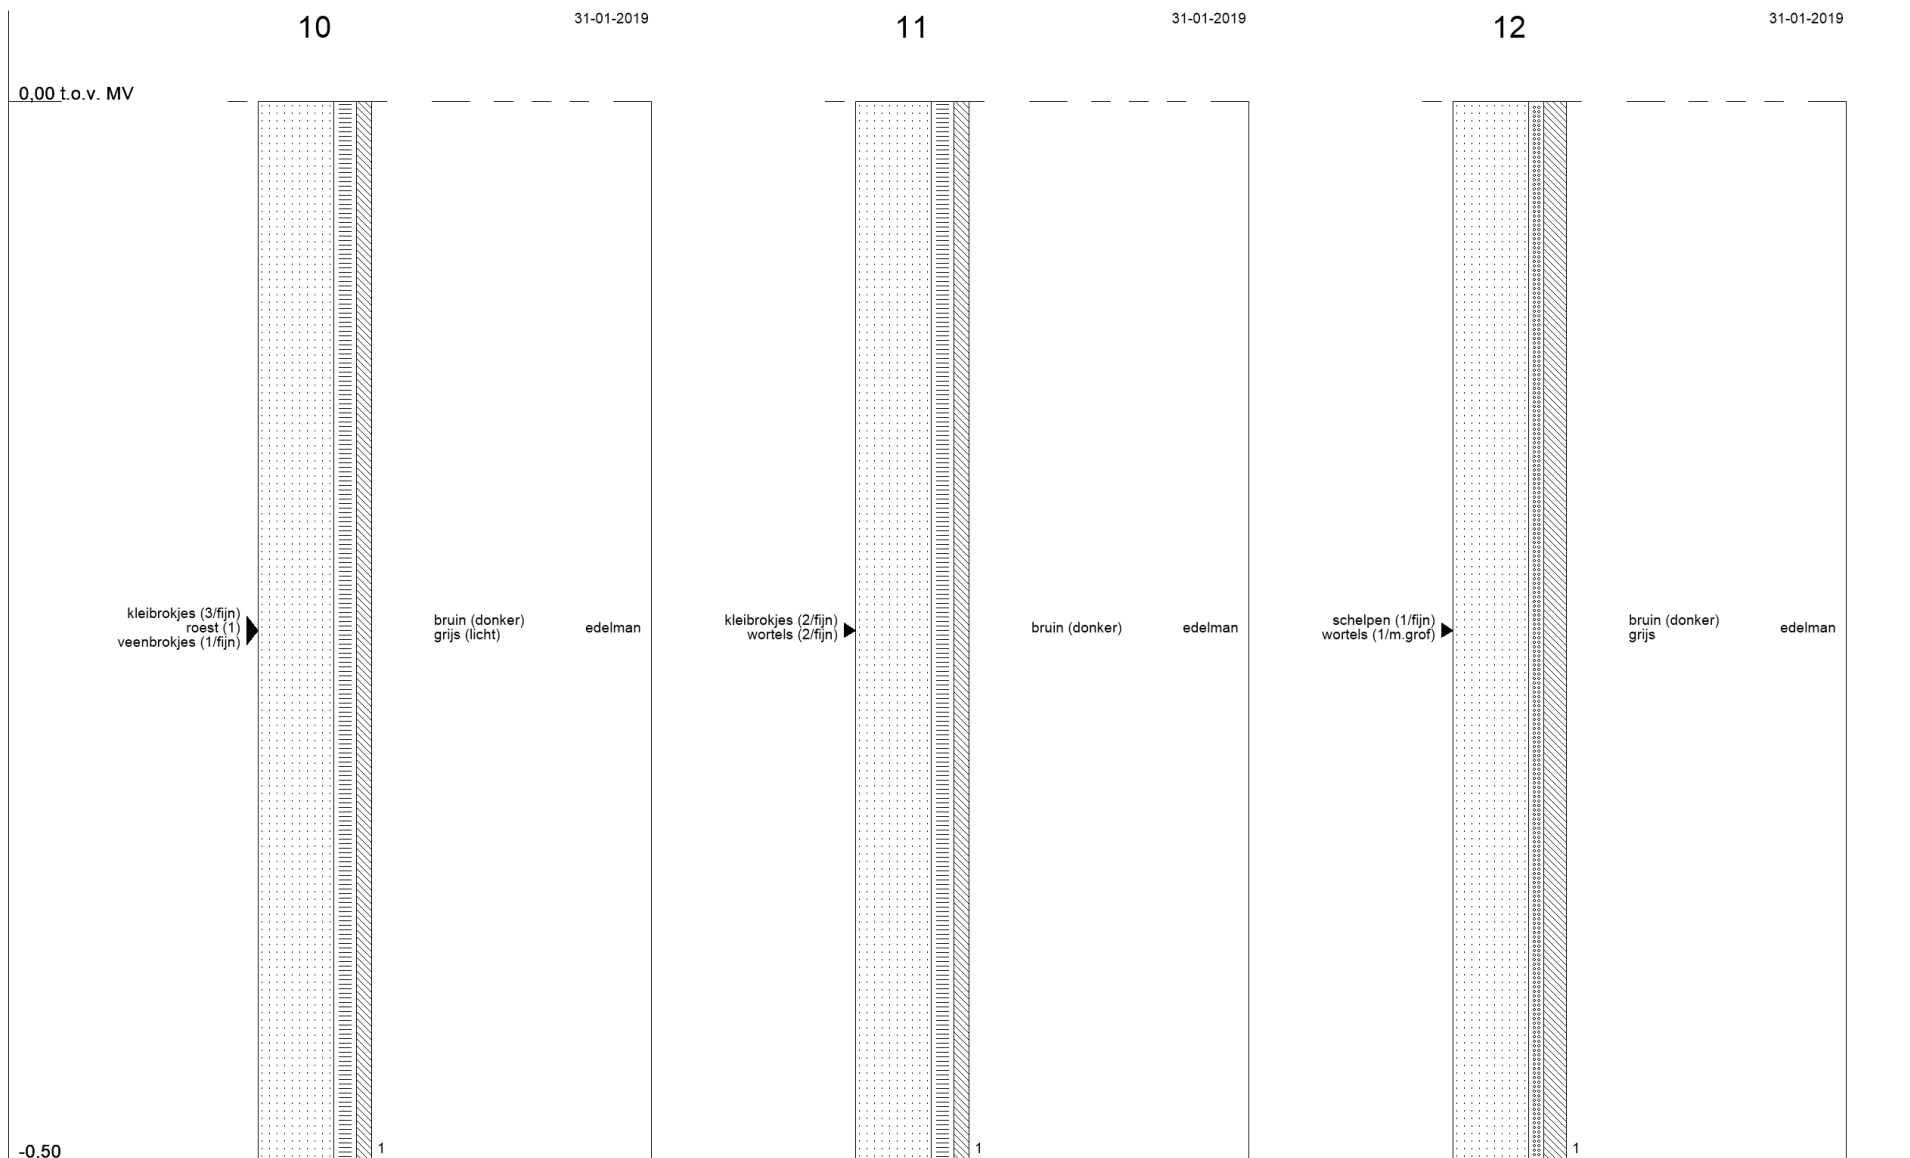 10
31-01-2019
11
31-01-2019
12
31-01-2019
0,00 t.o.v. MV
kleibrokjes (3/fijn)
roest (1)
veenbrokjes (1/fijn)
bruin (donker)
grijs (licht)
edelman
kleibrokjes (2/fijn)
wortels (2/fijn)
bruin (donker)
edelman
schelpen (1/fijn)
wortels (1/m.grof)
bruin (donker)
grijs
edelman
-0,50
1
1
1